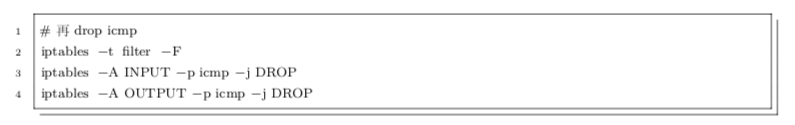 1 # 再 drop icmp
2 iptables −t filter −F
3 iptables −A INPUT −p icmp −j DROP
4 iptables −A OUTPUT −p icmp −j DROP